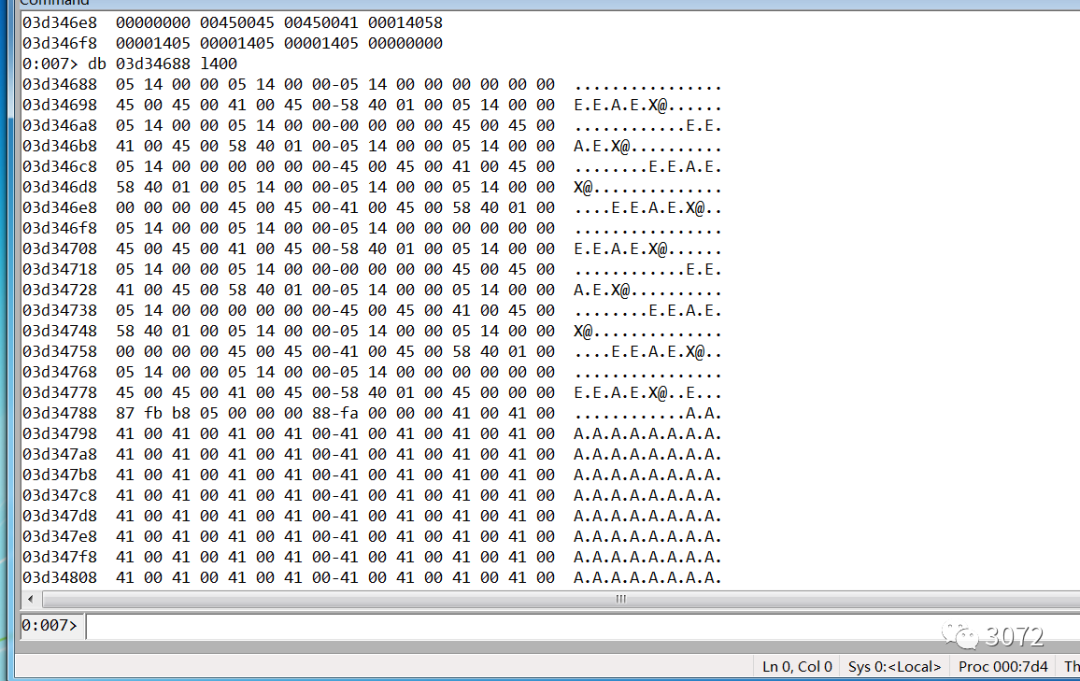 Command
03d346e8  00000000 00450045 00450041 00014058
03d346f8  00001405 00001405 00001405 00000000
0:007> db 03d34688 l400
03d34688  05 14 00 00 05 14 00 00-05 14 00 00 00 00 00 00  ................
03d34698  45 00 45 00 41 00 45 00-58 40 01 00 05 14 00 00  E.E.A.E.X@......
03d346a8  05 14 00 00 05 14 00 00-00 00 00 00 45 00 45 00  ............E.E.
03d346b8  41 00 45 00 58 40 01 00-05 14 00 00 05 14 00 00  A.E.X@..........
03d346c8  05 14 00 00 00 00 00 00-45 00 45 00 41 00 45 00  ........E.E.A.E.
03d346d8  58 40 01 00 05 14 00 00-05 14 00 00 05 14 00 00  X@..............
03d346e8  00 00 00 00 45 00 45 00-41 00 45 00 58 40 01 00  ....E.E.A.E.X@..
03d346f8  05 14 00 00 05 14 00 00-05 14 00 00 00 00 00 00  ................
03d34708  45 00 45 00 41 00 45 00-58 40 01 00 05 14 00 00  E.E.A.E.X@......
03d34718  05 14 00 00 05 14 00 00-00 00 00 00 45 00 45 00  ............E.E.
03d34728  41 00 45 00 58 40 01 00-05 14 00 00 05 14 00 00  A.E.X@..........
03d34738  05 14 00 00 00 00 00 00-45 00 45 00 41 00 45 00  ........E.E.A.E.
03d34748  58 40 01 00 05 14 00 00-05 14 00 00 05 14 00 00  X@..............
03d34758  00 00 00 00 45 00 45 00-41 00 45 00 58 40 01 00  ....E.E.A.E.X@..
03d34768  05 14 00 00 05 14 00 00-05 14 00 00 00 00 00 00  ................
03d34778  45 00 45 00 41 00 45 00-58 40 01 00 45 00 00 00  E.E.A.E.X@..E...
03d34788  87 fb b8 05 00 00 00 88-fa 00 00 00 41 00 41 00  ............A.A.
03d34798  41 00 41 00 41 00 41 00-41 00 41 00 41 00 41 00  A.A.A.A.A.A.A.A.
03d347a8  41 00 41 00 41 00 41 00-41 00 41 00 41 00 41 00  A.A.A.A.A.A.A.A.
03d347b8  41 00 41 00 41 00 41 00-41 00 41 00 41 00 41 00  A.A.A.A.A.A.A.A.
03d347c8  41 00 41 00 41 00 41 00-41 00 41 00 41 00 41 00  A.A.A.A.A.A.A.A.
03d347d8  41 00 41 00 41 00 41 00-41 00 41 00 41 00 41 00  A.A.A.A.A.A.A.A.
03d347e8  41 00 41 00 41 00 41 00-41 00 41 00 41 00 41 00  A.A.A.A.A.A.A.A.
03d347f8  41 00 41 00 41 00 41 00-41 00 41 00 41 00 41 00  A.A.A.A.A.A.A.A.
03d34808  41 00 41 00 41 00 41 00-41 00 41 00 41 00 41 00  A.A.A.A.A.A.A.A.
0:007>
3072
Ln 0, Col 0  Sys 0:<Local>  Proc 000:7d4  Th